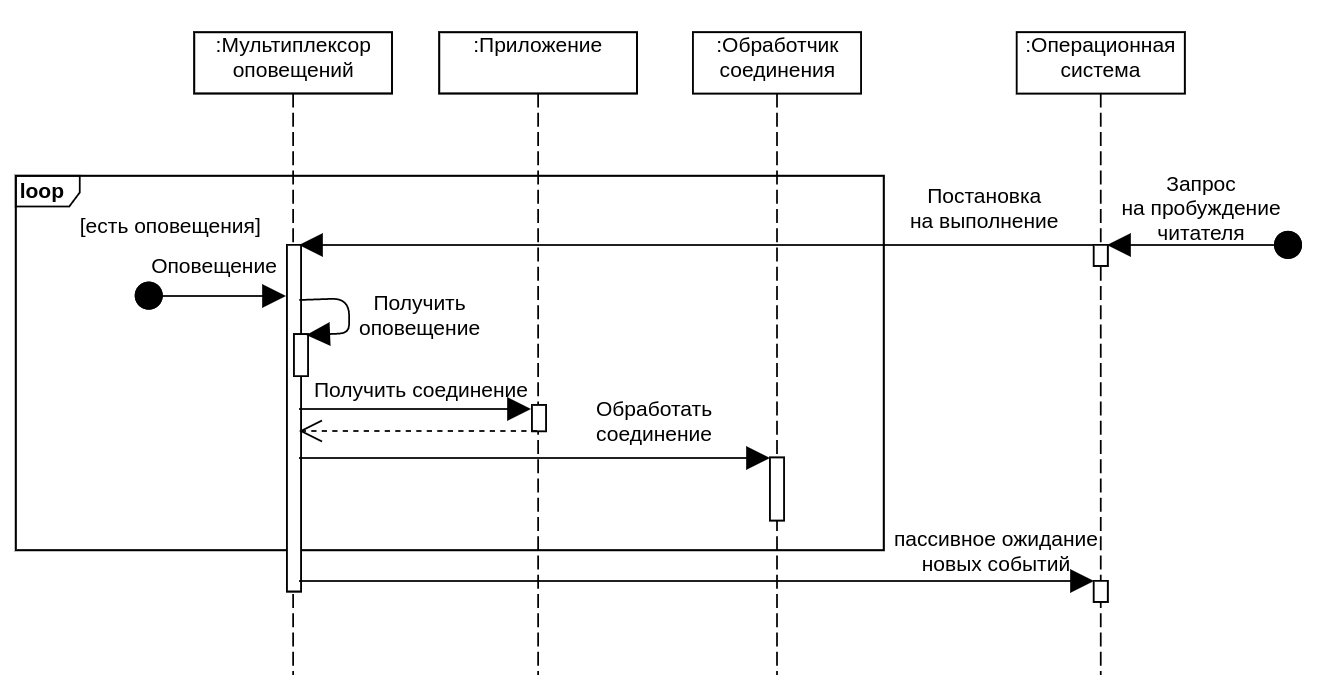 :Мультиплексор
оповещений
:Приложение
:Обработчик
соединения
:Операционная
система
loop
[есть оповещения]
Постановка
на выполнение
Запрос
на пробуждение
читателя
Оповещение
Получить
оповещение
Получить соединение
Обработать
соединение
пассивное ожидание
новых событий